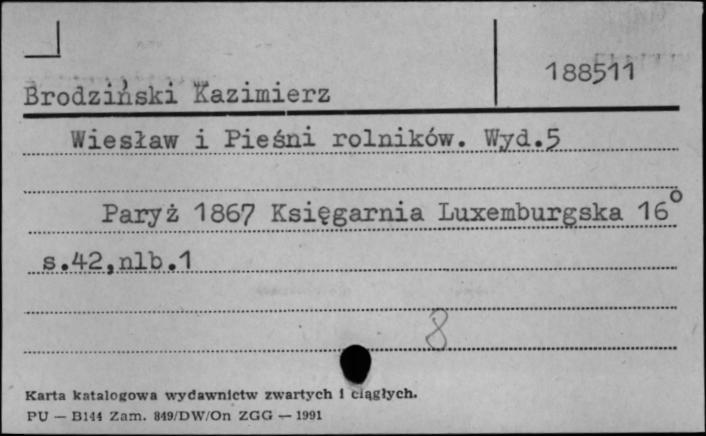 188511
Brodziński Kazimierz
Wiesław i Pieśni rolników. Wyd.5
Paryż 1867 Księgarnia Luxemburgska 16°
s.42,nlb.1
8
Karta katalogowa wydawnictw zwartych i ciągłych.
PU — B144 Zam. 849/DW/On ZGG — 1991